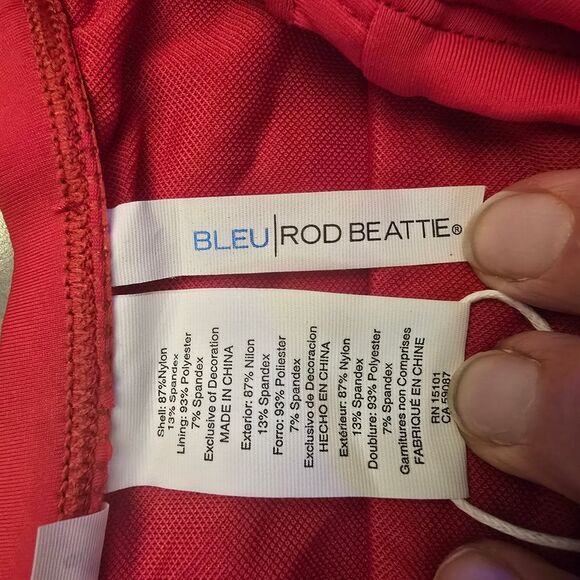 BLEU|ROD BEATTIE®
Shell: 87%Nylon
13% Spandex
Lining: 93% Polyester
7% Spandex
Exclusive of Decoration
MADE IN CHINA
Exterior: 87% Nilon
13% Spandex
Forro: 93% Poliester
7% Spandex
Exclusivo de Decoracion
HECHO EN CHINA
Extérieur: 87% Nylon
13% Spandex
Doublure: 93% Polyester
7% Spandex
Garnitures non Comprises
FABRIQUÉ EN CHINE
RN 15101
CA 59087